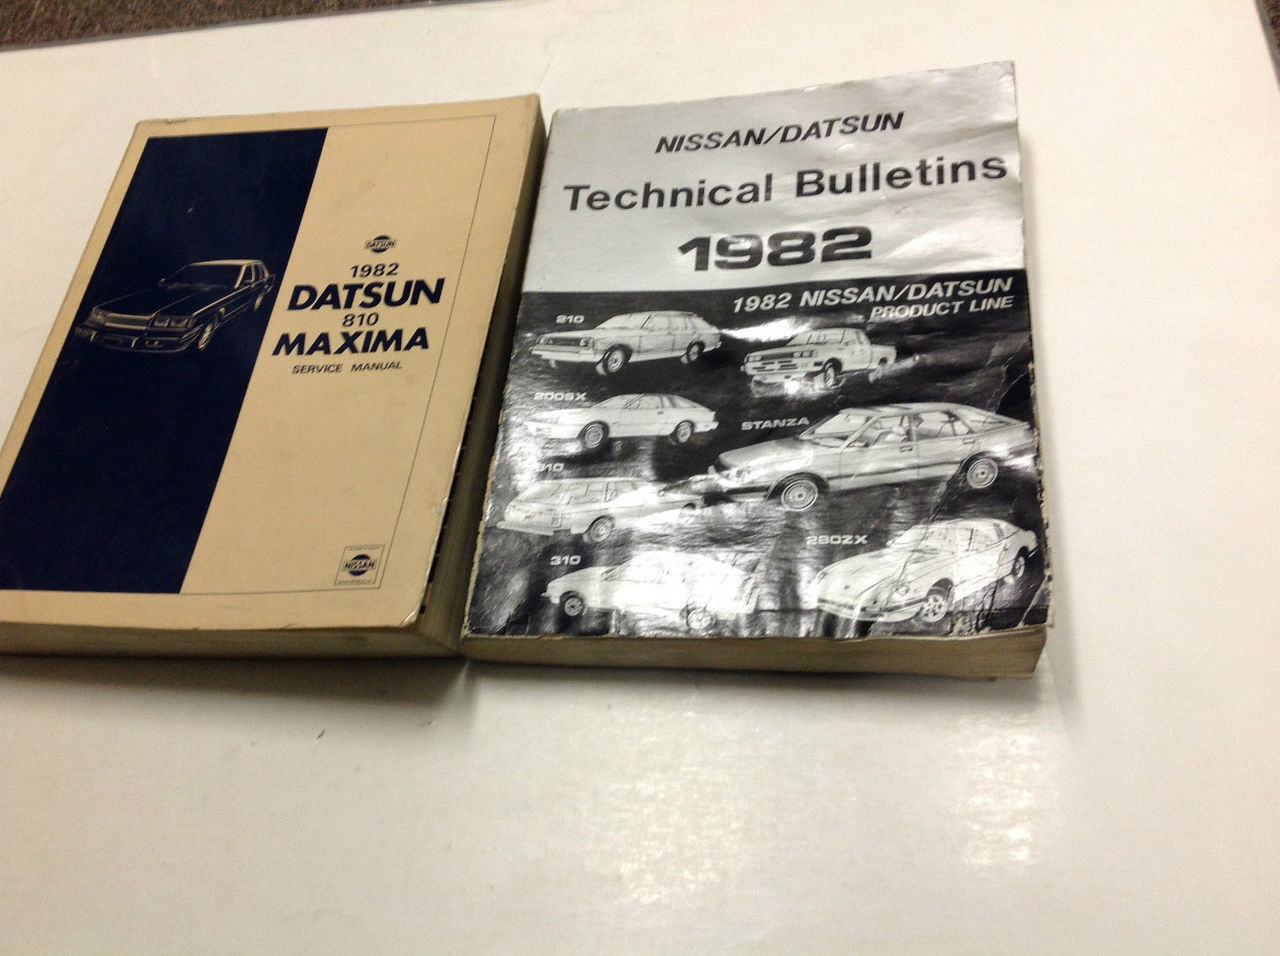 DATSUN
1982
DATSUN
810
MAXIMA
SERVICE MANUAL
NISSAN
NISSAN/DATSUN
Technical Bulletins
1982
1982 NISSAN/DATSUN
PRODUCT LINE
210
200SX
STANZA
310
280ZX